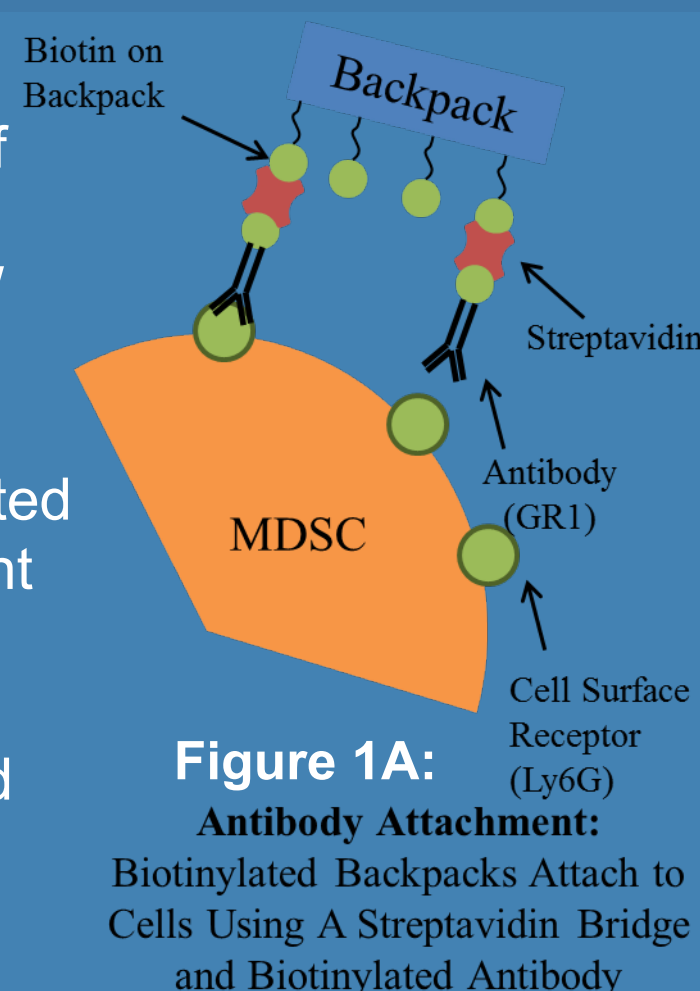 Biotin on
Backpack
Backpack
Streptavidin
Antibody
(GR1)
MDSC
Cell Surface
Receptor
(Ly6G)
Figure 1A:
Antibody Attachment:
Biotinylated Backpacks Attach to
Cells Using A Streptavidin Bridge
and Biotinylated Antibody